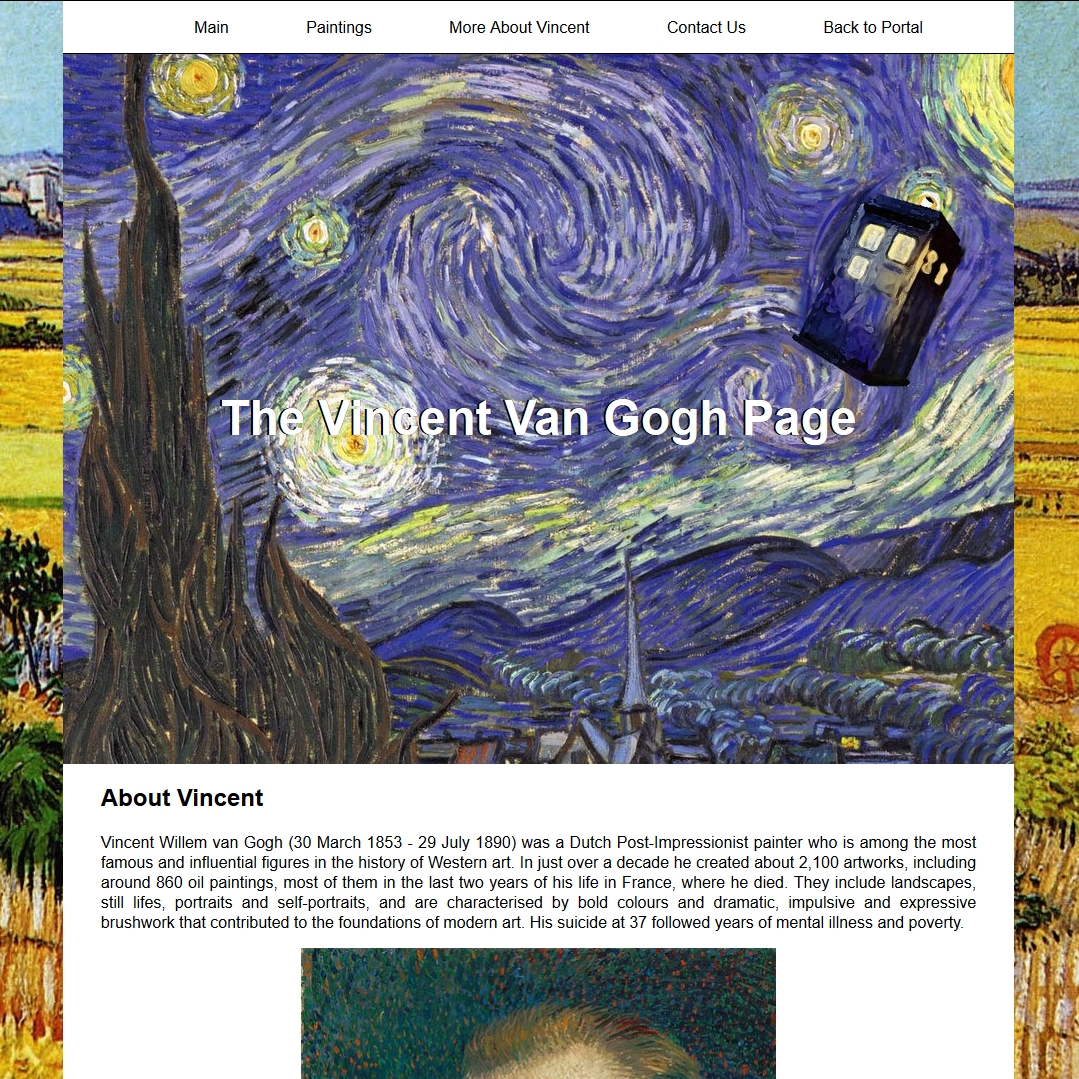 Main Paintings More About Vincent Contact Us Back to Portal
The Vincent Van Gogh Page
About Vincent
Vincent Willem van Gogh (30 March 1853 - 29 July 1890) was a Dutch Post-Impressionist painter who is among the most
famous and influential figures in the history of Western art. In just over a decade he created about 2,100 artworks, including
around 860 oil paintings, most of them in the last two years of his life in France, where he died. They include landscapes,
still lifes, portraits and self-portraits, and are characterised by bold colours and dramatic, impulsive and expressive
brushwork that contributed to the foundations of modern art. His suicide at 37 followed years of mental illness and poverty.